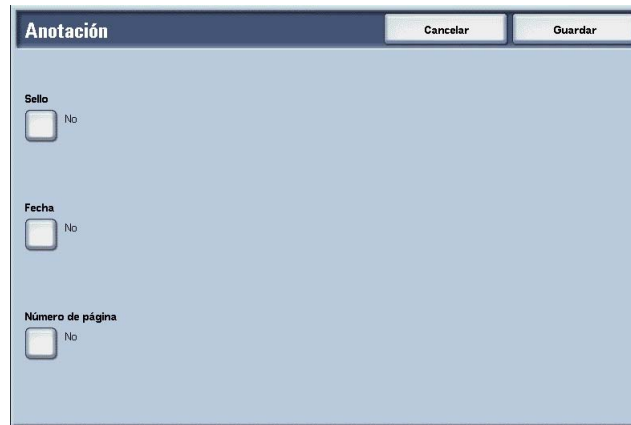 Anotación
Cancelar
Guardar
Sello
No
Fecha
No
Número de página
No